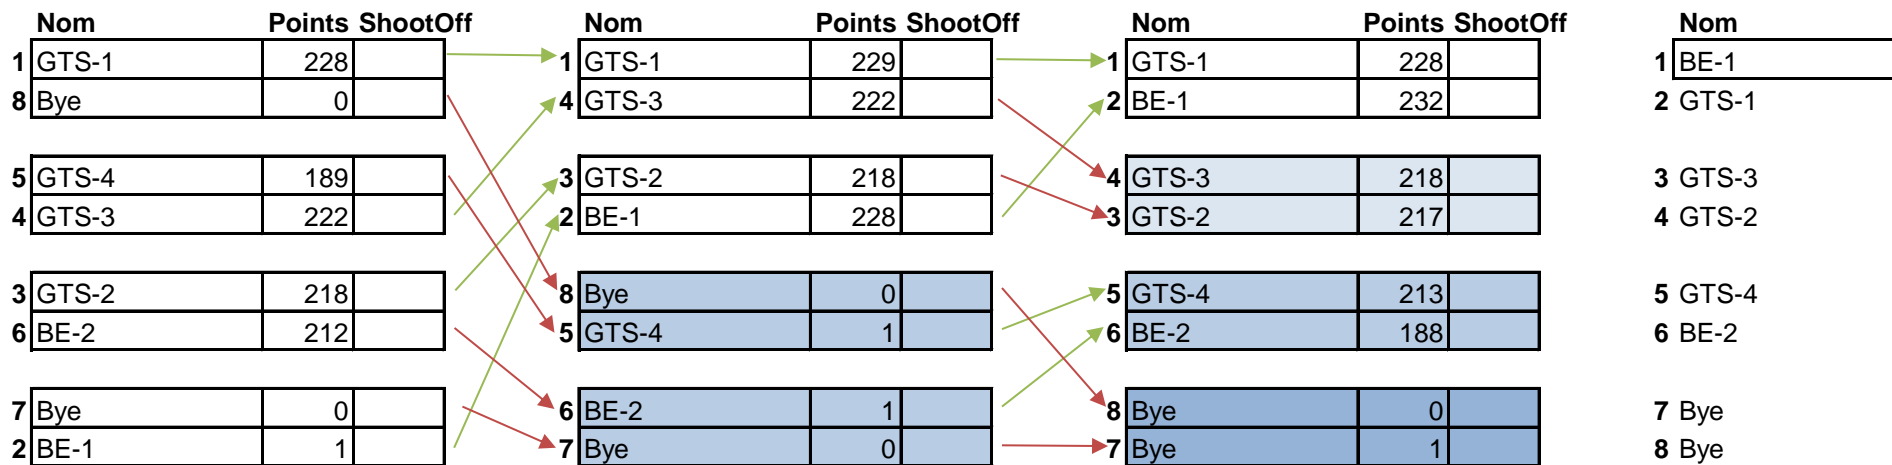 Nom Points ShootOff Nom Points ShootOff Nom Points ShootOff Nom
1 GTS-1 228 1 GTS-1 229 1 GTS-1 228 1 BE-1
8 Bye 0 4 GTS-3 222 2 BE-1 232 2 GTS-1
5 GTS-4 189 3 GTS-2 218 4 GTS-3 218 3 GTS-3
4 GTS-3 222 2 BE-1 228 3 GTS-2 217 4 GTS-2
3 GTS-2 218 8 Bye 0 5 GTS-4 213 5 GTS-4
6 BE-2 212 5 GTS-4 1 6 BE-2 188 6 BE-2
7 Bye 0 6 BE-2 1 8 Bye 0 7 Bye
2 BE-1 1 7 Bye 0 7 Bye 1 8 Bye